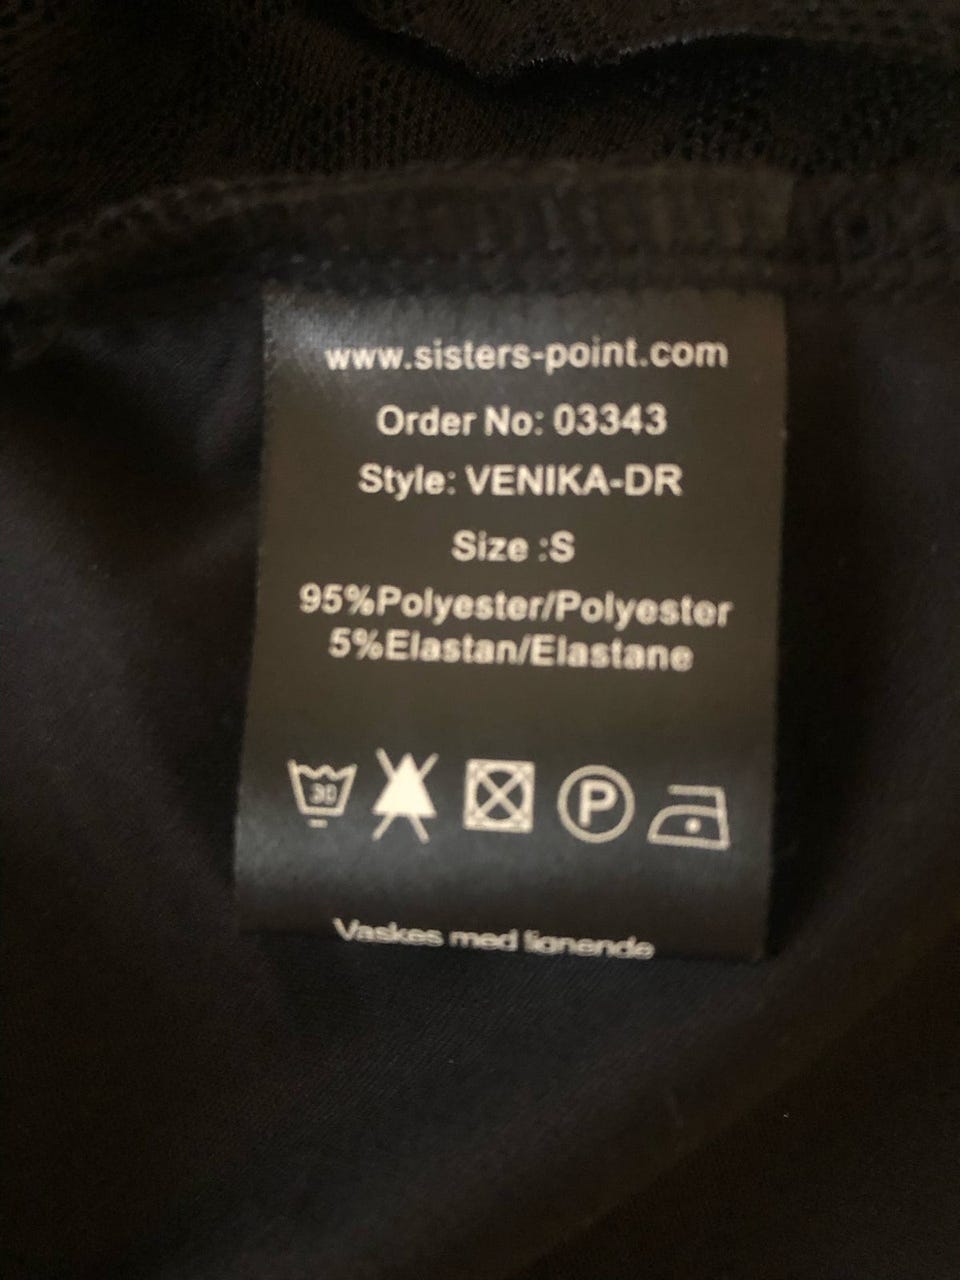 www.sisters-point.com
Order No: 03343
Style: VENIKA-DR
Size :S
95%Polyester/Polyester
5%Elastan/Elastane
30 P
Vaskes med lignende